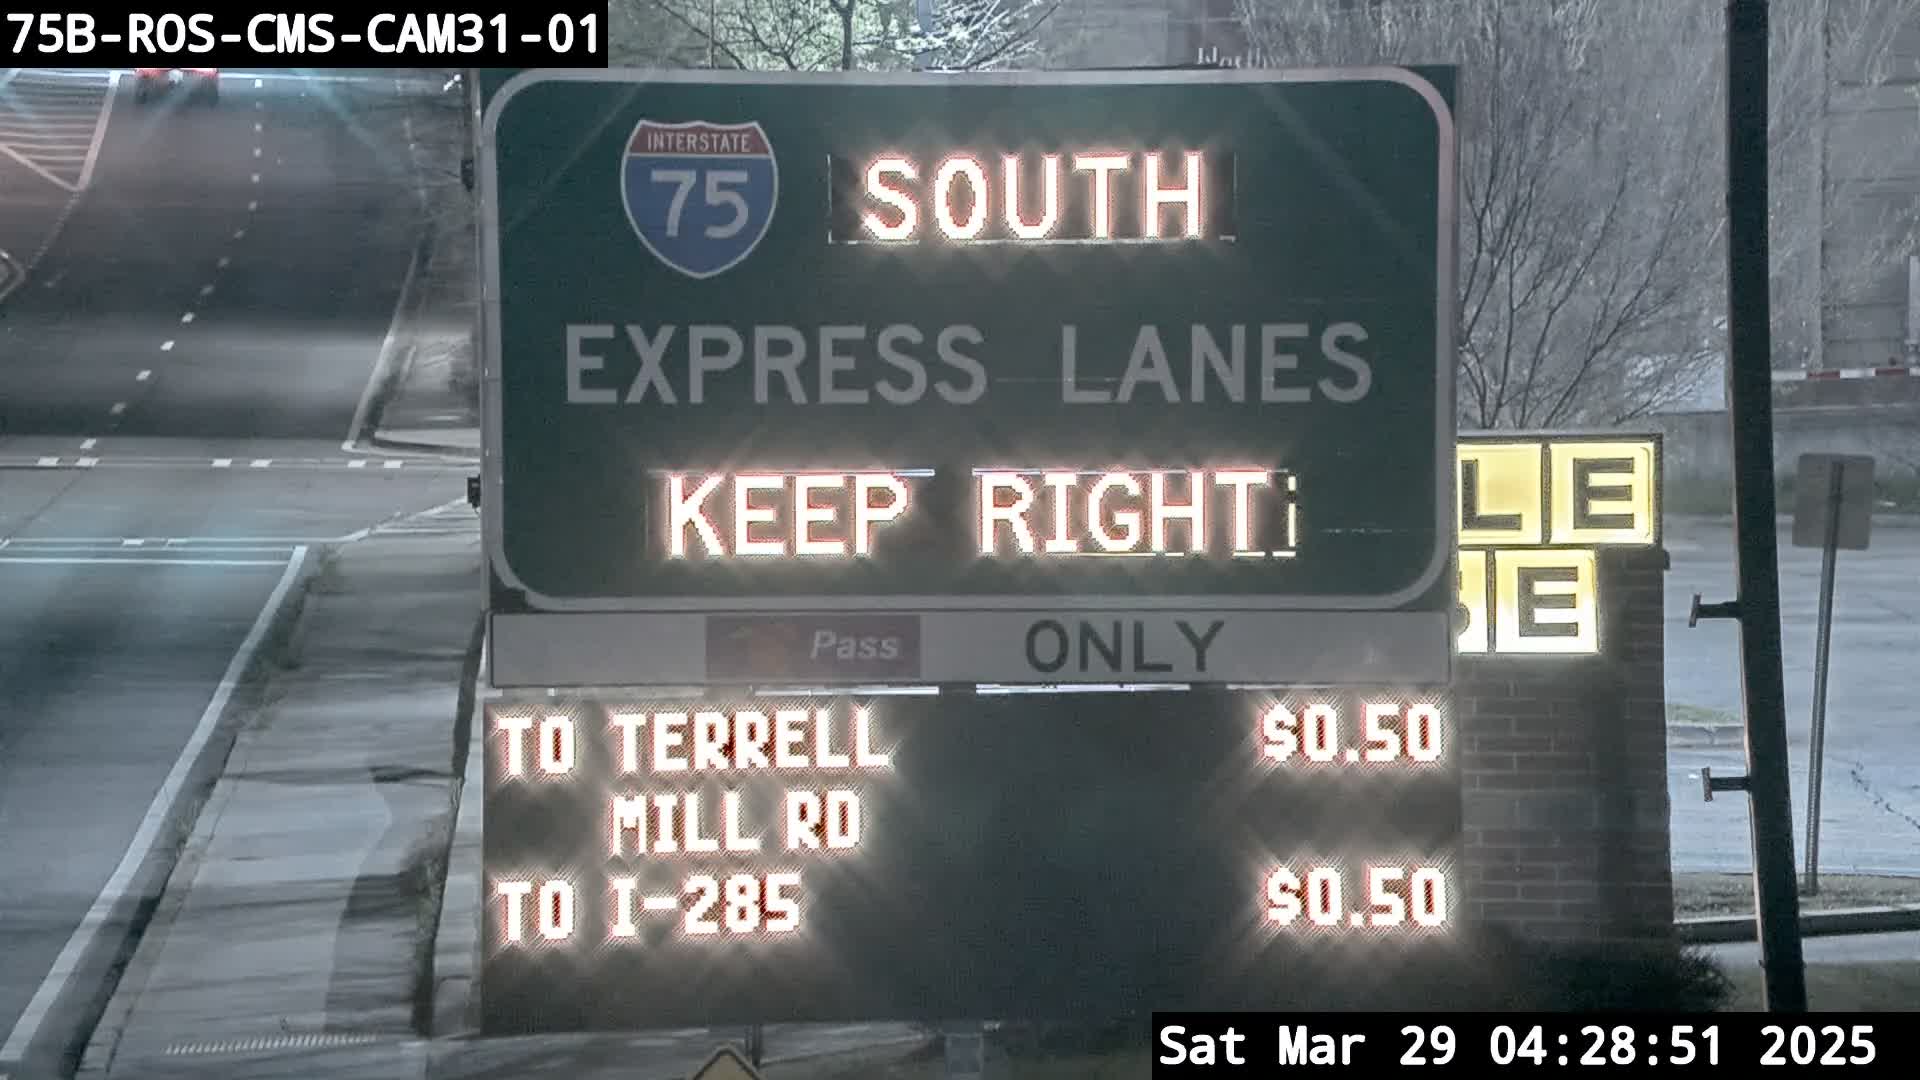 75B-ROS-CMS-CAM31-01
INTERSTATE
75
SOUTH
EXPRESS LANES
KEEP RIGHT
Pass ONLY
TO TERRELL $0.50
MILL RD
TO I-285 $0.50
LE
E
Sat Mar 29 04:28:51 2025